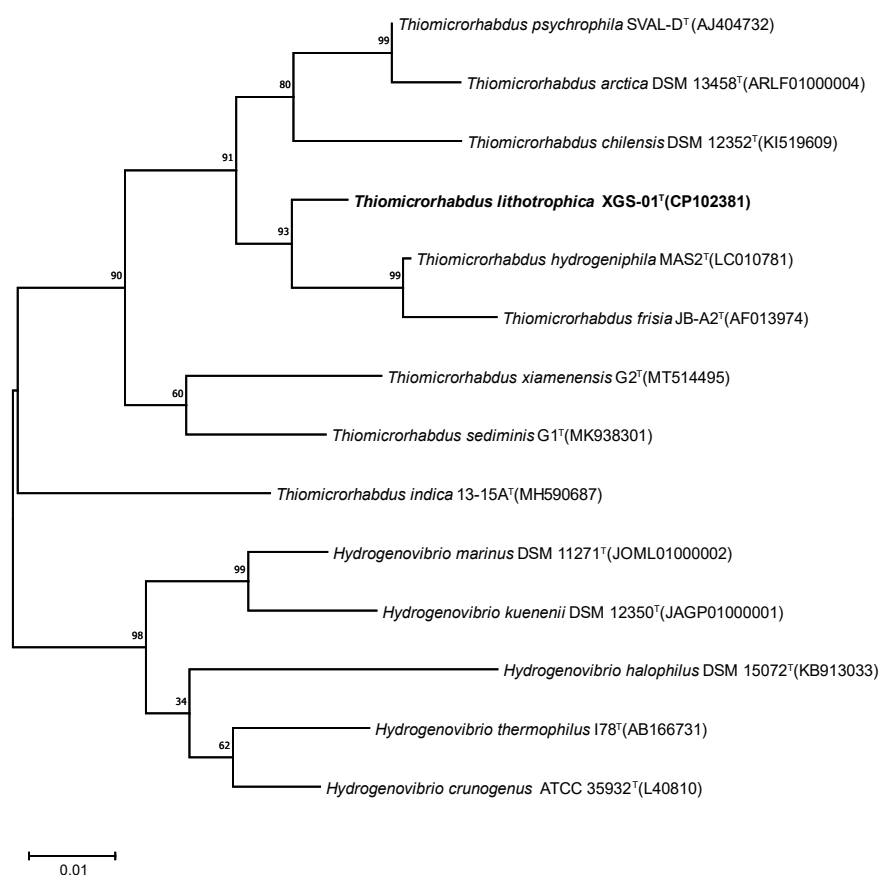 Thiomicrorhabdus psychrophila SVAL-Dᵀ(AJ404732)
99
Thiomicrorhabdus arctica DSM 13458ᵀ(ARLF01000004)
80
Thiomicrorhabdus chilensis DSM 12352ᵀ(KI519609)
91
Thiomicrorhabdus lithotrophica XGS-01ᵀ(CP102381)
93
Thiomicrorhabdus hydrogeniphila MAS2ᵀ(LC010781)
99
90
Thiomicrorhabdus frisia JB-A2ᵀ(AF013974)
Thiomicrorhabdus xiamenensis G2ᵀ(MT514495)
60
Thiomicrorhabdus sediminis G1ᵀ(MK938301)
Thiomicrorhabdus indica 13-15Aᵀ(MH590687)
Hydrogenovibrio marinus DSM 11271ᵀ(JOML01000002)
99
Hydrogenovibrio kuenenii DSM 12350ᵀ(JAGP01000001)
98
Hydrogenovibrio halophilus DSM 15072ᵀ(KB913033)
34
Hydrogenovibrio thermophilus I78ᵀ(AB166731)
62
Hydrogenovibrio crunogenus ATCC 35932ᵀ(L40810)
0.01